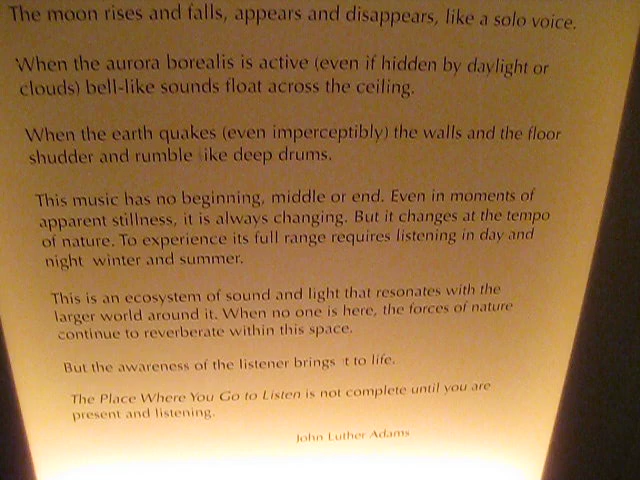 The moon rises and falls, appears and disappears, like a solo voice.
When the aurora borealis is active (even if hidden by daylight or
clouds) bell-like sounds float across the ceiling.
When the earth quakes (even imperceptibly) the walls and the floor
shudder and rumble ike deep drums.
This music has no beginning, middle or end. Even in moments of
apparent stillness, it is always changing. But it changes at the tempo
of nature. To experience its full range requires listening in day and
night winter and summer.
This is an ecosystem of sound and light that resonates with the
larger world around it. When no one is here, the forces of nature
continue to reverberate within this space.
But the awareness of the listener brings t to life.
The Place Where You Go to Listen is not complete until you are
present and listening.
John Luther Adams